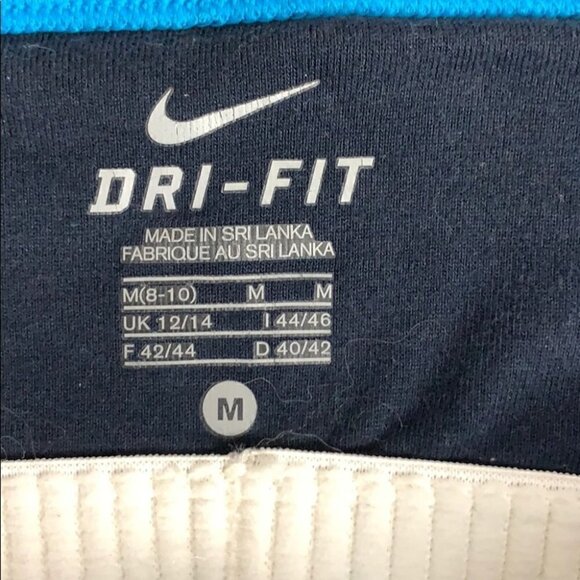 DRI-FIT
MADE IN SRI LANKA
FABRIQUE AU SRI LANKA
M(8-10) M M
UK 12/14 I 44/46
F 42/44 D 40/42
M